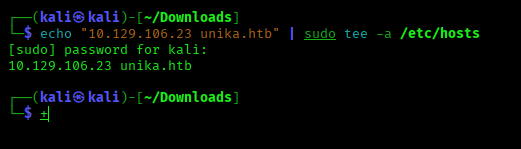 ┌──(kali㉿kali)-[~/Downloads]
└─$ echo "10.129.106.23 unika.htb" | sudo tee -a /etc/hosts
[sudo] password for kali:
10.129.106.23 unika.htb
┌──(kali㉿kali)-[~/Downloads]
└─$ +